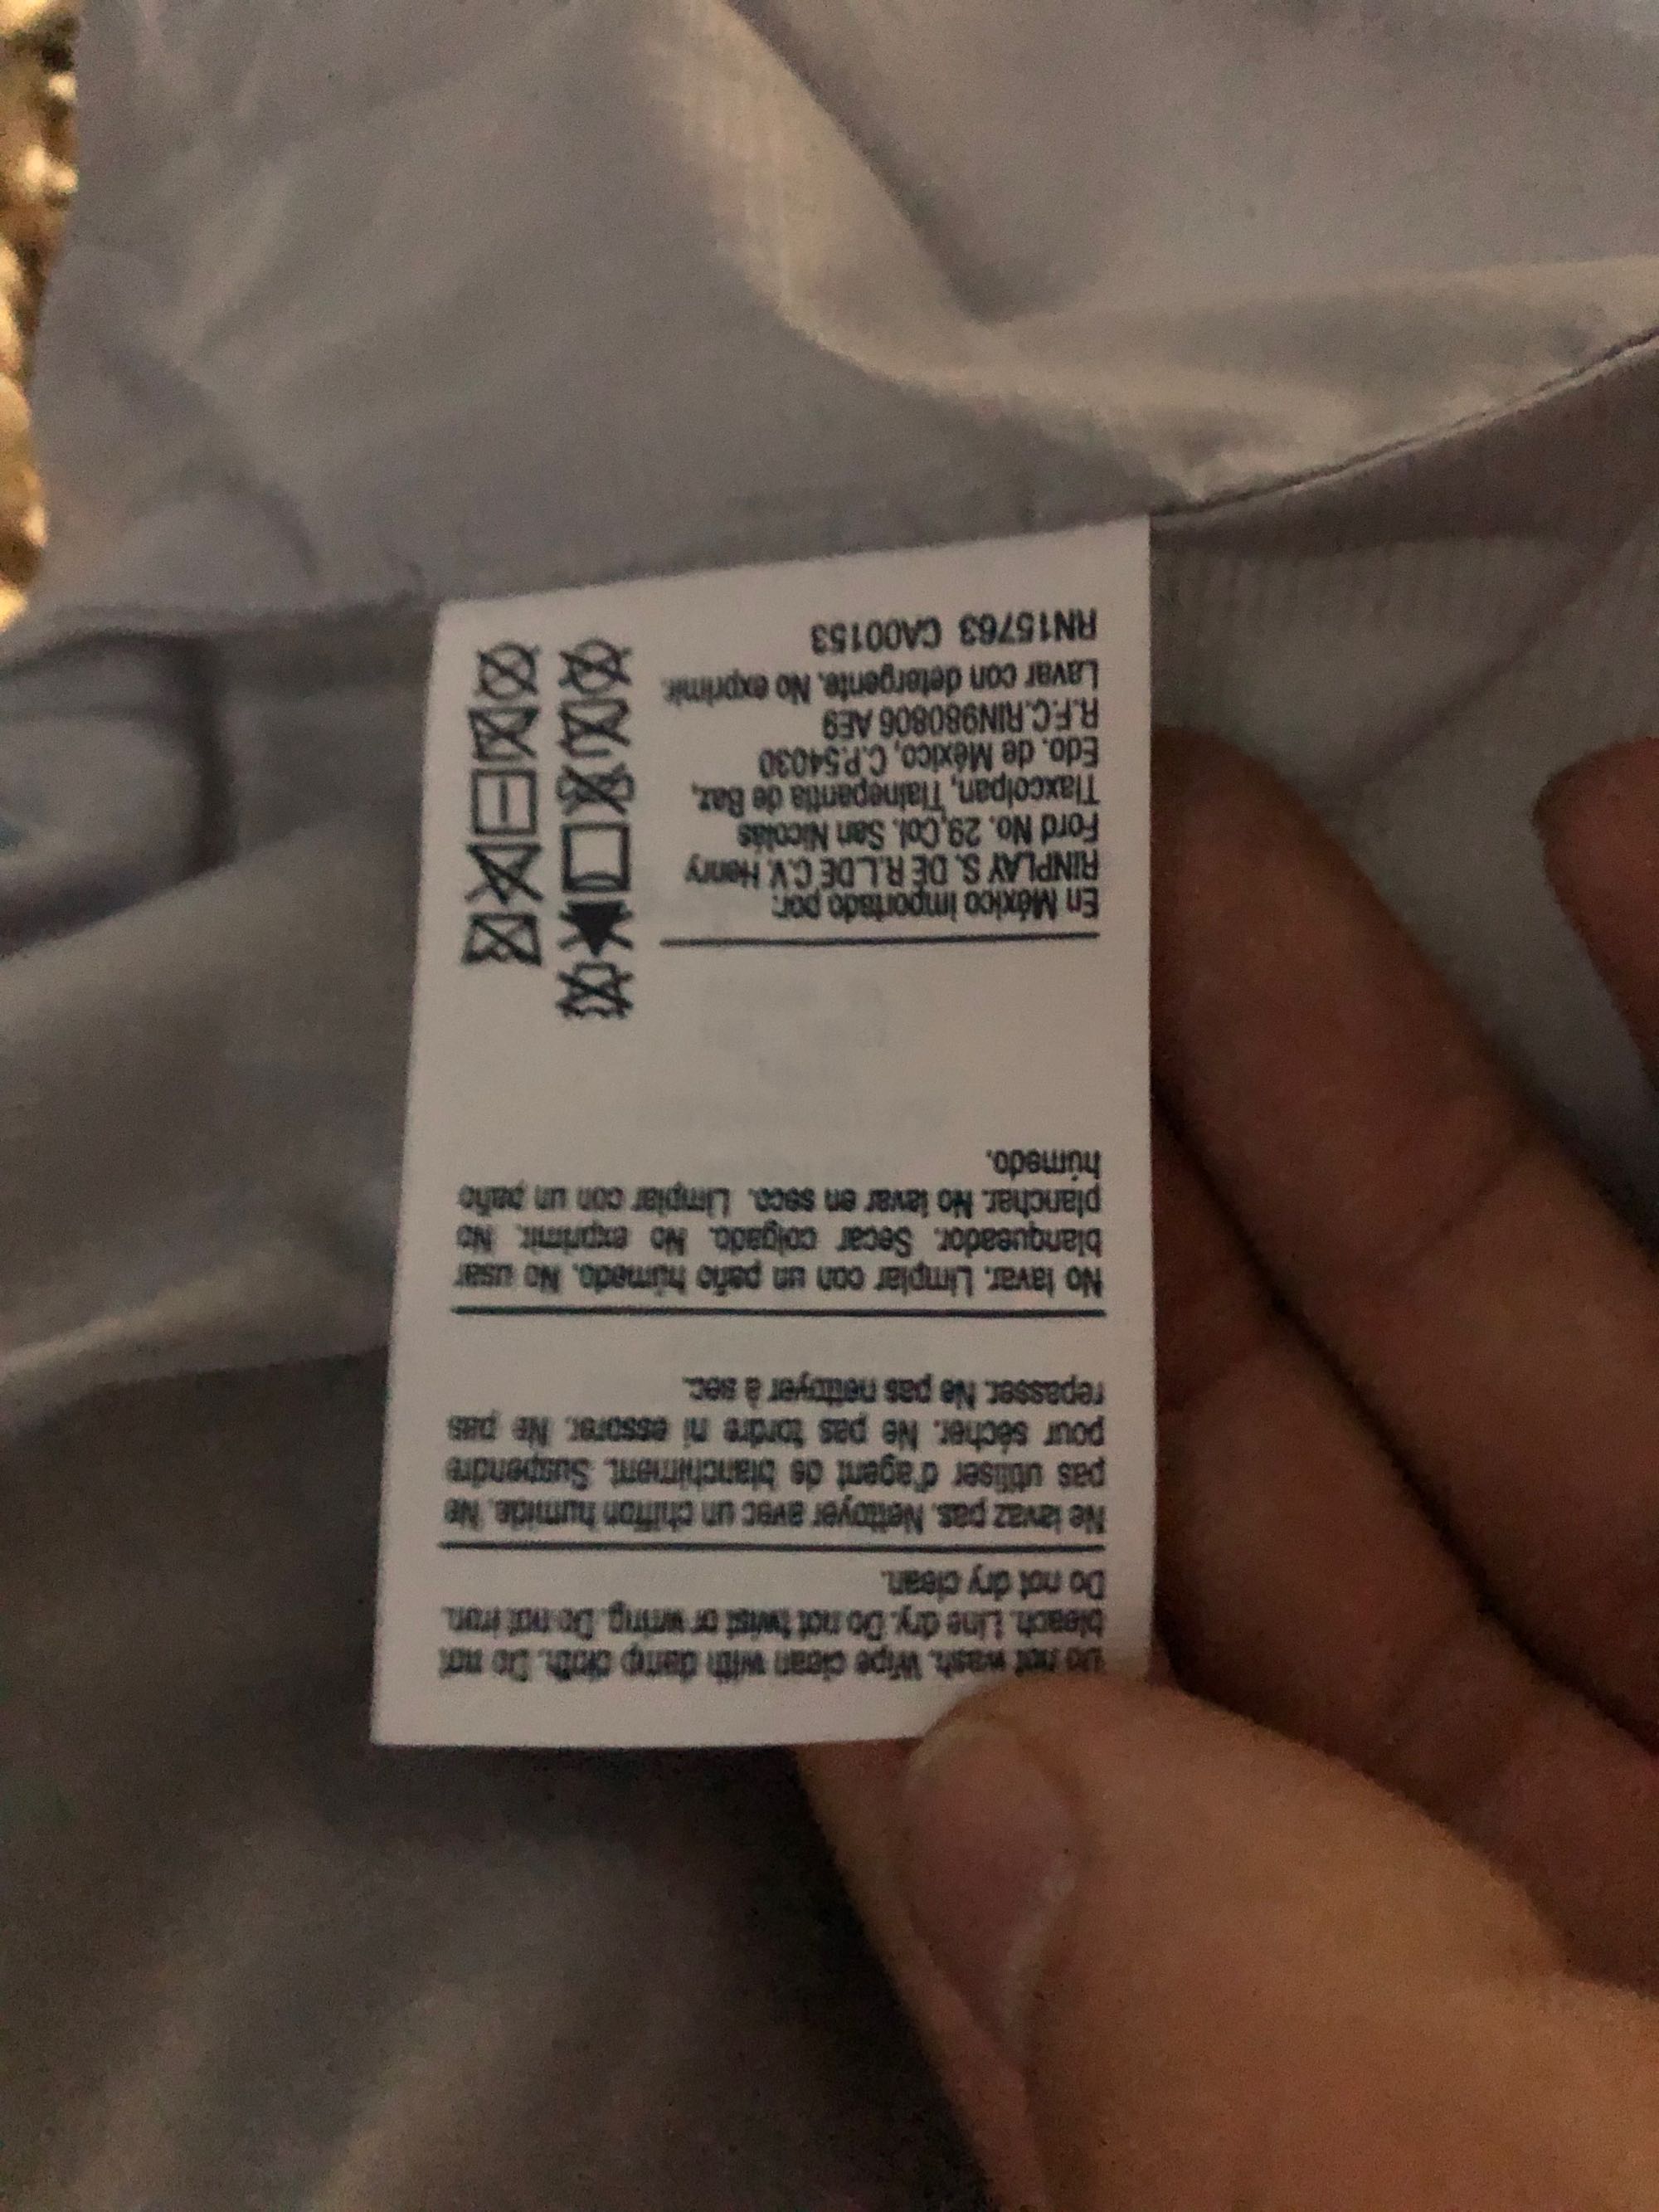 Do not wash. Wipe clean with damp cloth. Do not
bleach. Line dry. Do not twist or wring. Do not iron.
Do not dry clean.
Ne lavaz pas. Nettoyer avec un chiffon humide. Ne
pas utiliser d'agent de blanchiment. Suspendre
pour sécher. Ne pas tordre ni essorer. Ne pas
repasser. Ne pas nettoyer à sec.
No lavar. Limpiar con un paño húmedo. No usar
blanqueador. Secar colgado. No exprimir. No
planchar. No lavar en seco. Limpiar con un paño
húmedo.
En México importado por:
RINPLAY S. DE R.L.DE C.V. Henry
Ford No. 29,Col. San Nicolás
Tlaxcolpan, Tlalnepantla de Baz,
Edo. de México, C.P.54030
R.F.C.RIN980806 AE9
Lavar con detergente. No exprimir.
RN15763 CA00153